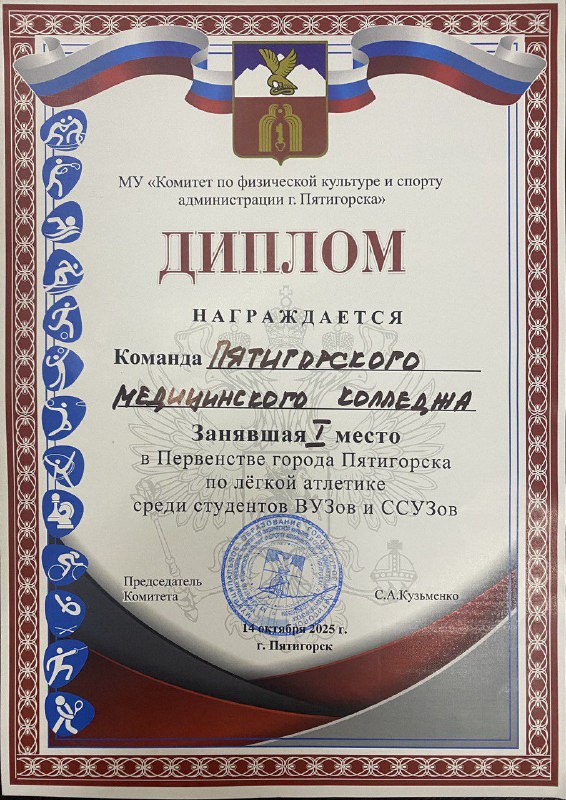 МУ «Комитет по физической культуре и спорту
администрации г. Пятигорска»
ДИПЛОМ
НАГРАЖДАЕТСЯ
Команда ПЯТИГОРСКОГО
МЕДИЦИНСКОГО КОЛЛЕДЖА
Занявшая I место
в Первенстве города Пятигорска
по лёгкой атлетике
среди студентов ВУЗов и ССУЗов
Председатель
Комитета
С.А.Кузьменко
14 октября 2025 г.
г. Пятигорск